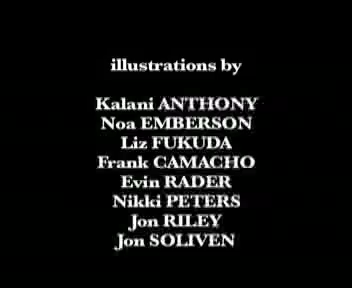 illustrations by
Kalani ANTHONY
Noa EMBERSON
Liz FUKUDA
Frank CAMACHO
Evin RADER
Nikki PETERS
Jon RILEY
Jon SOLIVEN